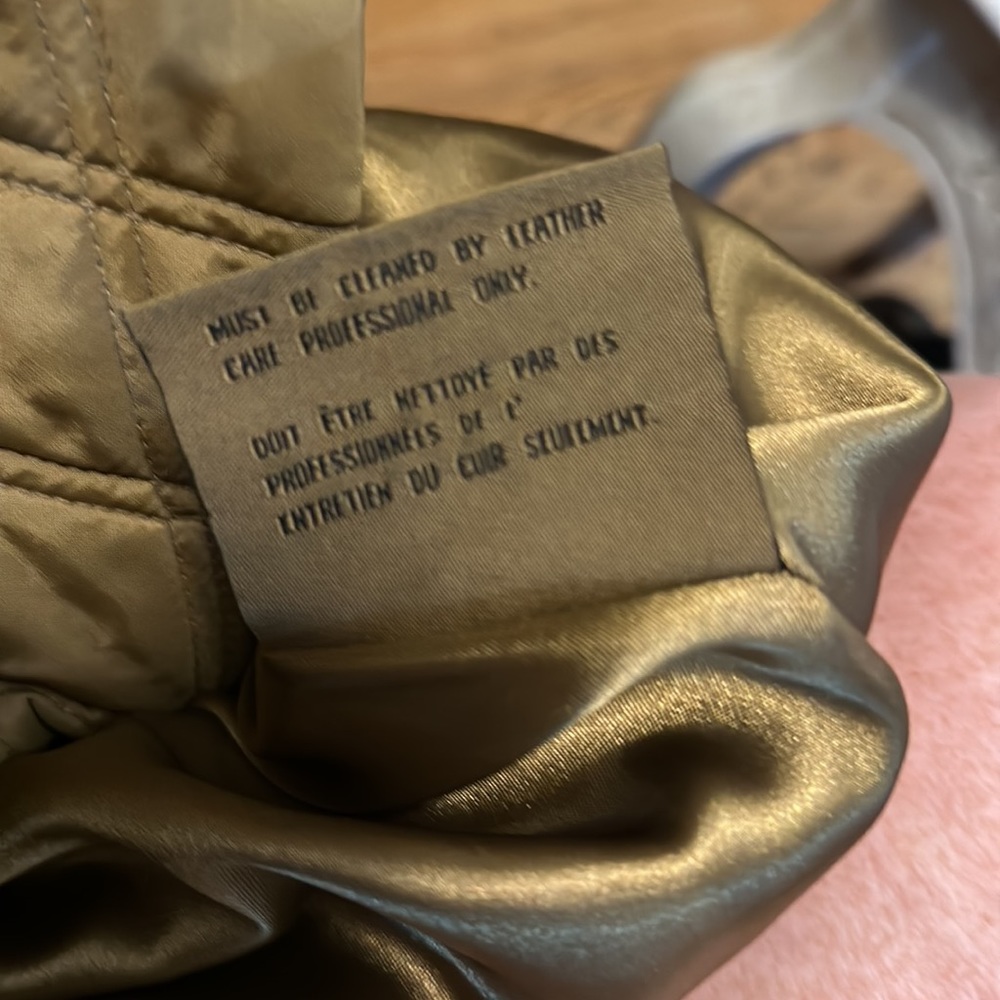 MUST BE CLEANED BY LEATHER
CARE PROFESSIONAL ONLY.
DOIT ÊTRE NETTOYÉ PAR DES
PROFESSIONNELS DE L'
ENTRETIEN DU CUIR SEULEMENT.